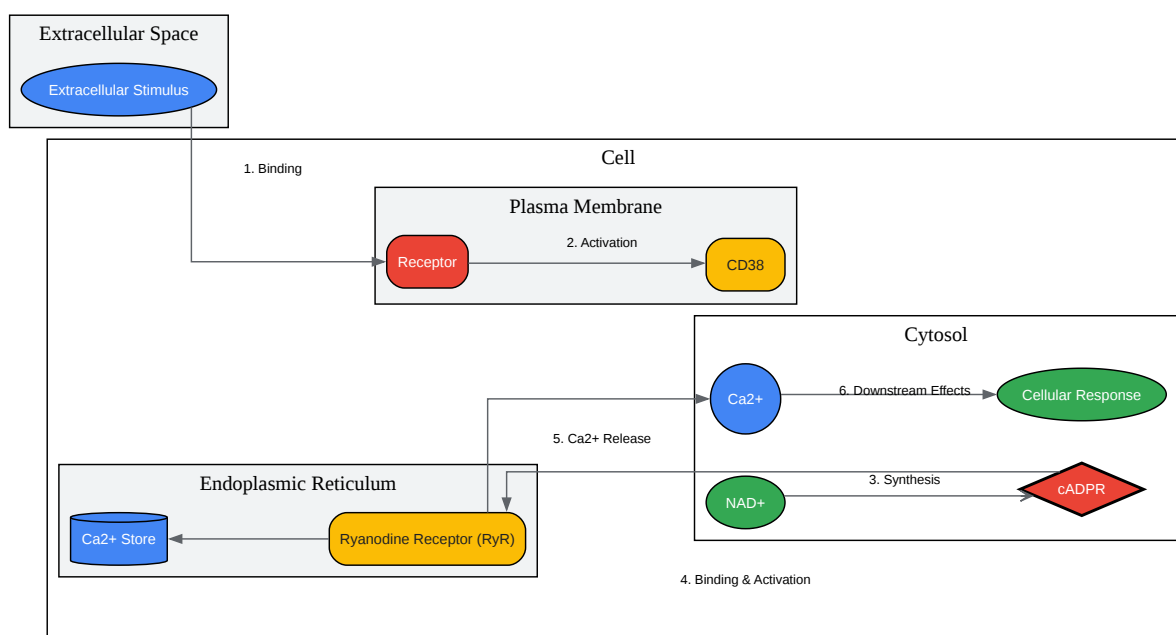 Extracellular Space
Extracellular Stimulus
Cell
1. Binding
Plasma Membrane
Receptor
2. Activation
CD38
Cytosol
Ca2+
6. Downstream Effects
Cellular Response
5. Ca2+ Release
Endoplasmic Reticulum
NAD+
3. Synthesis
cADPR
Ca2+ Store
Ryanodine Receptor (RyR)
4. Binding & Activation